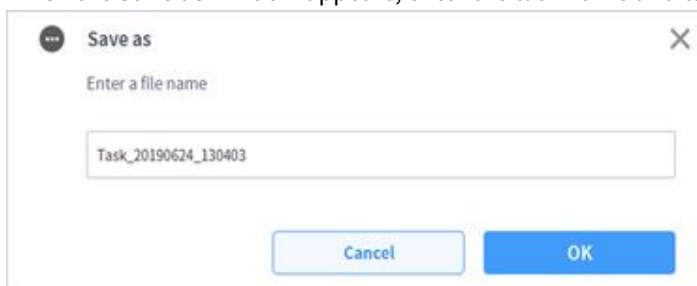 Save as
Enter a file name
Task_20190624_130403
Cancel
OK